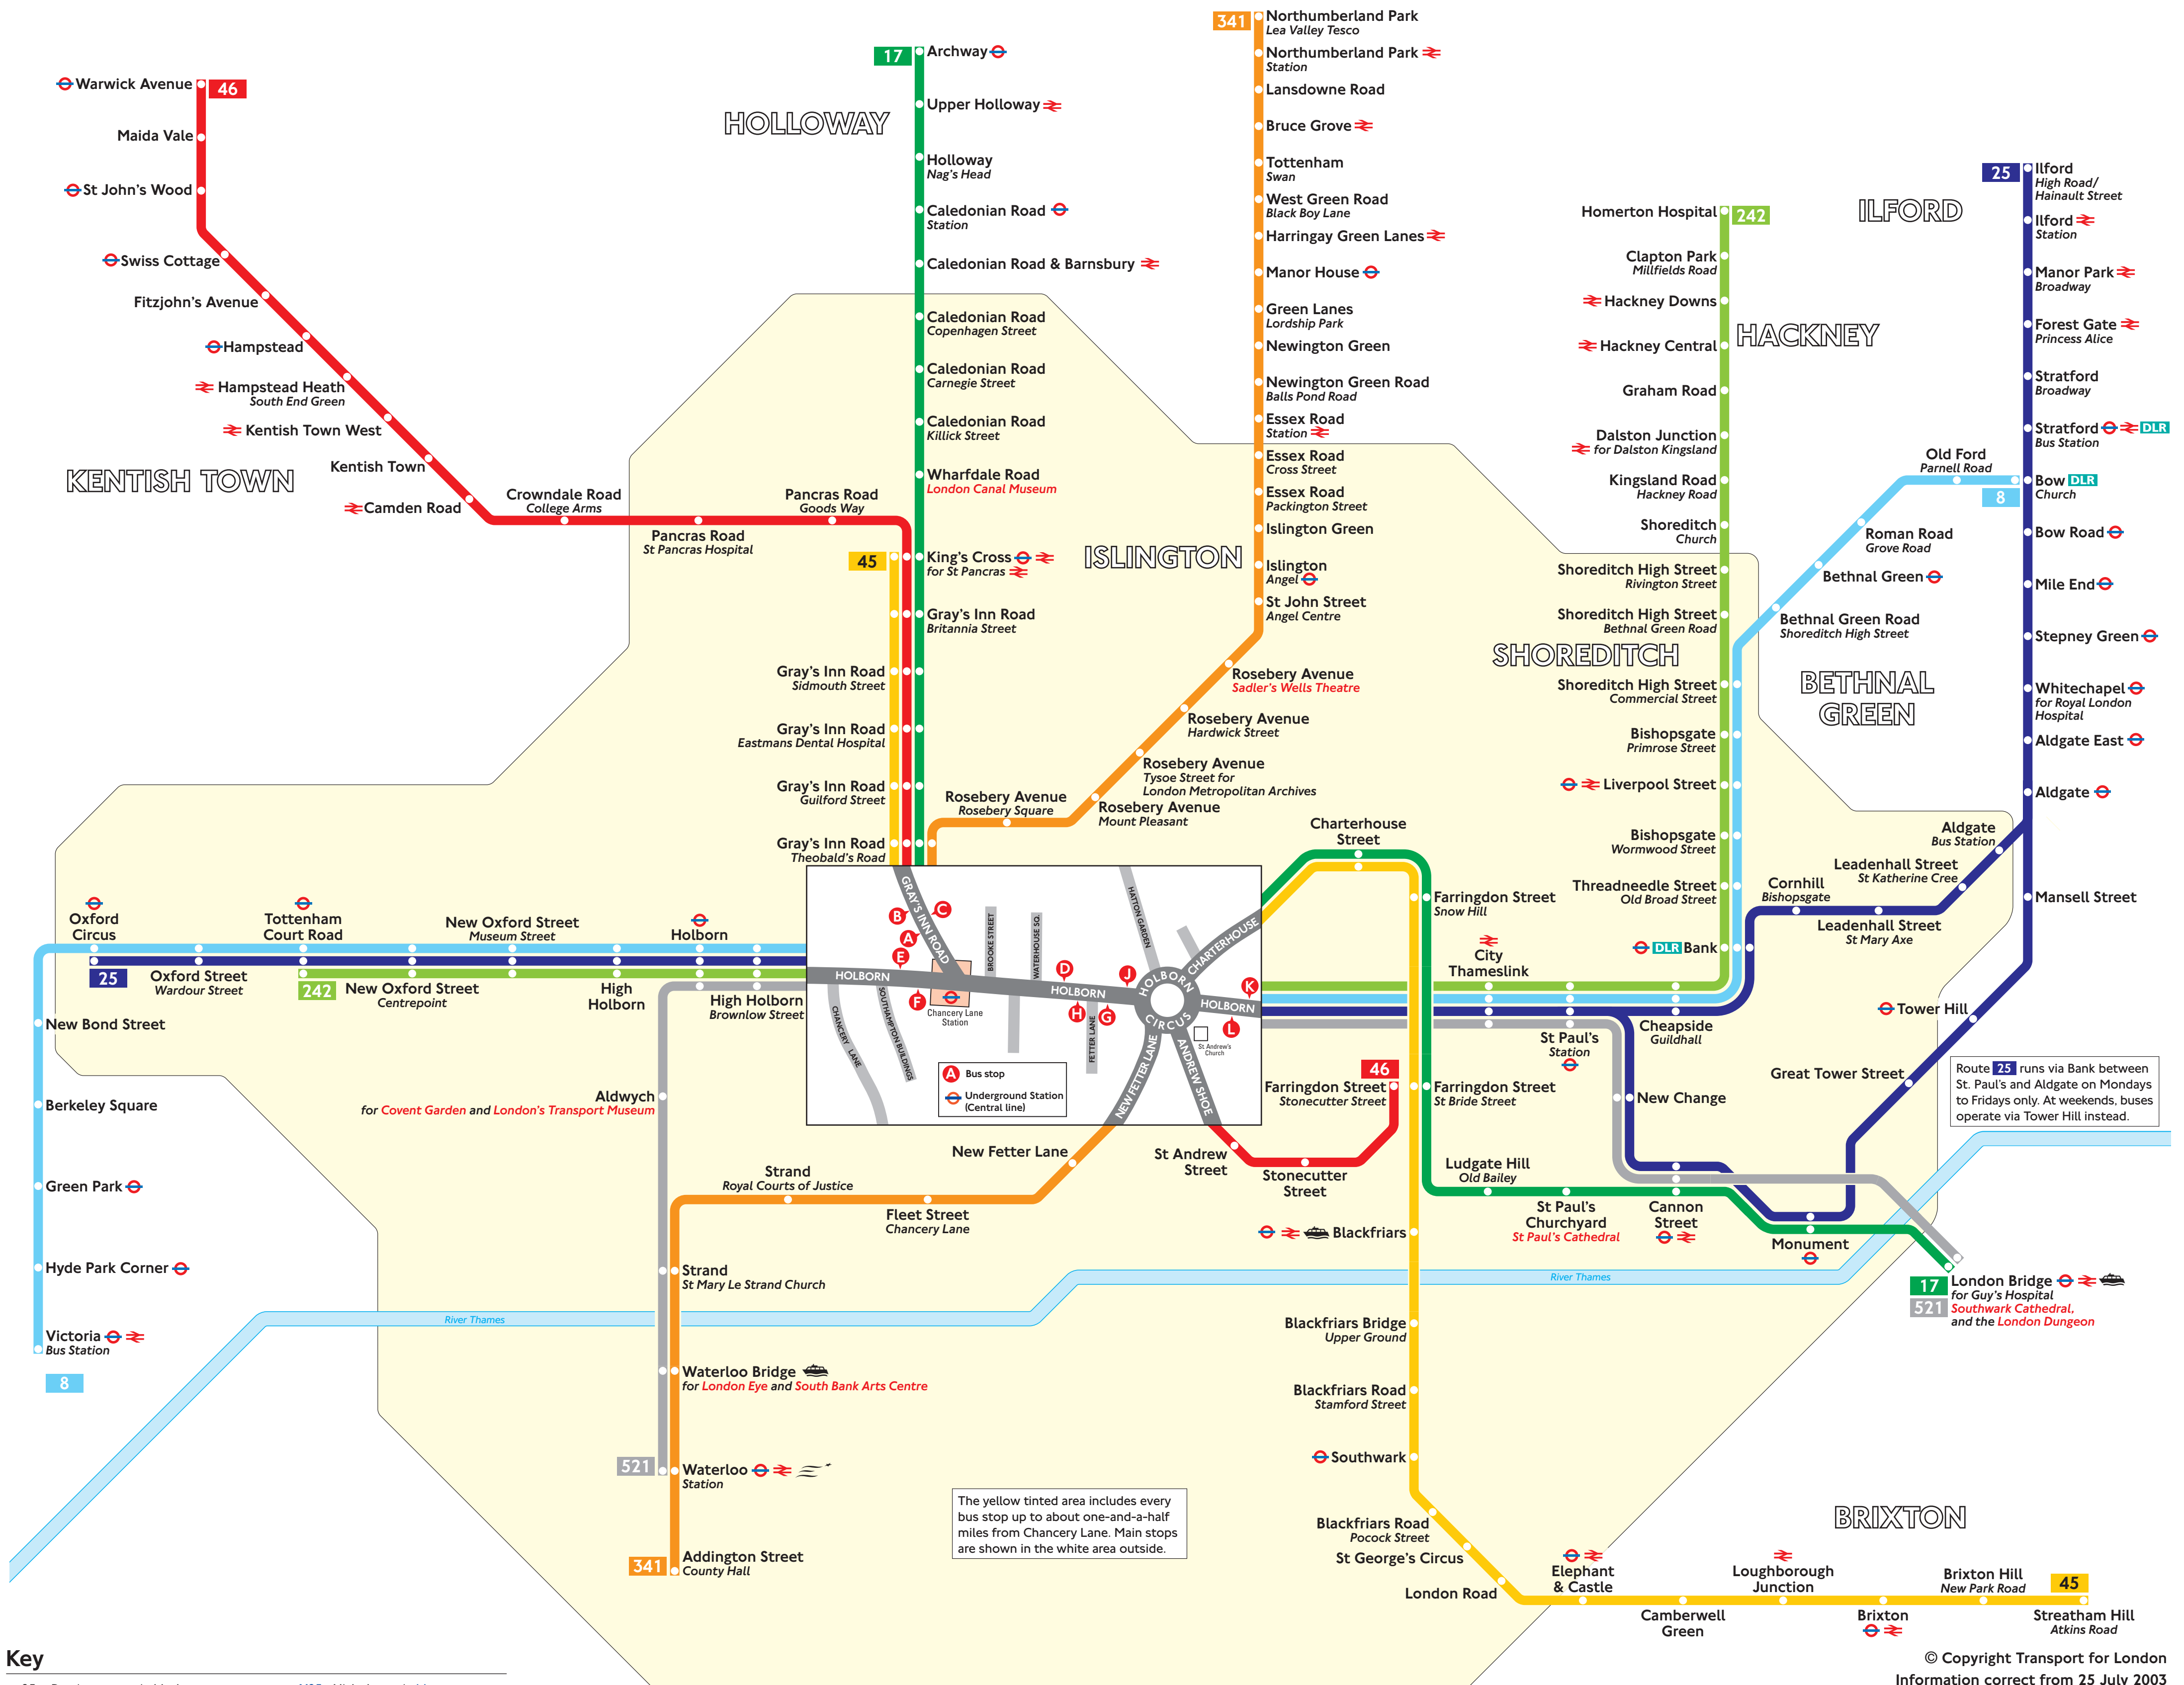 341
Northumberland Park
Lea Valley Tesco
Northumberland Park
Station
Lansdowne Road
Bruce Grove
Tottenham
Swan
West Green Road
Black Boy Lane
Harringay Green Lanes
Manor House
Green Lanes
Lordship Park
Newington Green
Newington Green Road
Balls Pond Road
Essex Road
Station
Essex Road
Cross Street
Essex Road
Packington Street
Islington Green
Islington
Angel
St John Street
Angel Centre
Rosebery Avenue
Sadler's Wells Theatre
Rosebery Avenue
Hardwick Street
Rosebery Avenue
Tysoe Street for
London Metropolitan Archives
Rosebery Avenue
Mount Pleasant
Rosebery Avenue
Rosebery Square
ISLINGTON
17
Archway
Upper Holloway
HOLLOWAY
Holloway
Nag's Head
Caledonian Road
Station
Caledonian Road & Barnsbury
Caledonian Road
Copenhagen Street
Caledonian Road
Carnegie Street
Caledonian Road
Killick Street
Wharfdale Road
London Canal Museum
King's Cross
for St Pancras
45
Gray's Inn Road
Britannia Street
Gray's Inn Road
Sidmouth Street
Gray's Inn Road
Eastmans Dental Hospital
Gray's Inn Road
Guilford Street
Gray's Inn Road
Theobald's Road
Warwick Avenue
46
Maida Vale
St John's Wood
Swiss Cottage
Fitzjohn's Avenue
Hampstead
Hampstead Heath
South End Green
Kentish Town West
Kentish Town
KENTISH TOWN
Camden Road
Crowndale Road
College Arms
Pancras Road
St Pancras Hospital
Pancras Road
Goods Way
Homerton Hospital
242
Clapton Park
Millfields Road
Hackney Downs
HACKNEY
Hackney Central
Graham Road
Dalston Junction
for Dalston Kingsland
Kingsland Road
Hackney Road
Shoreditch
Church
Shoreditch High Street
Rivington Street
Shoreditch High Street
Bethnal Green Road
SHOREDITCH
Shoreditch High Street
Commercial Street
Bishopsgate
Primrose Street
Liverpool Street
Bishopsgate
Wormwood Street
Threadneedle Street
Old Broad Street
DLR Bank
ILFORD
25
Ilford
High Road/
Hainault Street
Ilford
Station
Manor Park
Broadway
Forest Gate
Princess Alice
Stratford
Broadway
Stratford DLR
Bus Station
Bow DLR
Church
8
Old Ford
Parnell Road
Roman Road
Grove Road
Bethnal Green
Bethnal Green Road
Shoreditch High Street
BETHNAL
GREEN
Bow Road
Mile End
Stepney Green
Whitechapel
for Royal London
Hospital
Aldgate East
Aldgate
Aldgate
Bus Station
Leadenhall Street
St Katherine Cree
Leadenhall Street
St Mary Axe
Cornhill
Bishopsgate
Mansell Street
Tower Hill
Great Tower Street
Route 25 runs via Bank between
St. Paul's and Aldgate on Mondays
to Fridays only. At weekends, buses
operate via Tower Hill instead.
Oxford
Circus
25
Oxford Street
Wardour Street
Tottenham
Court Road
242
New Oxford Street
Centrepoint
New Oxford Street
Museum Street
High
Holborn
Holborn
High Holborn
Brownlow Street
New Bond Street
Berkeley Square
Green Park
Hyde Park Corner
Victoria
Bus Station
8
GRAY'S INN ROAD
B
C
A
E
F
D
J
H
G
K
L
HOLBORN
HOLBORN
HOLBORN
CIRCUS
HOLBORN
CHARTERHOUSE
HATTON GARDEN
BROOKE STREET
WATERHOUSE SQ.
CHANCERY LANE
SOUTHAMPTON BUILDINGS
FETTER LANE
NEW FETTER LANE
ANDREW SHOE
Chancery Lane
Station
St Andrew's
Church
A Bus stop
Underground Station
(Central line)
Charterhouse
Street
Farringdon Street
Snow Hill
City
Thameslink
St Paul's
Station
Cheapside
Guildhall
New Change
46
Farringdon Street
Stonecutter Street
Farringdon Street
St Bride Street
St Andrew
Street
Stonecutter
Street
Ludgate Hill
Old Bailey
St Paul's
Churchyard
St Paul's Cathedral
Cannon
Street
Monument
17
521
London Bridge
for Guy's Hospital
Southwark Cathedral,
and the London Dungeon
Aldwych
for Covent Garden and London's Transport Museum
New Fetter Lane
Strand
Royal Courts of Justice
Fleet Street
Chancery Lane
Strand
St Mary Le Strand Church
River Thames
River Thames
Waterloo Bridge
for London Eye and South Bank Arts Centre
521
Waterloo
Station
341
Addington Street
County Hall
Blackfriars
Blackfriars Bridge
Upper Ground
Blackfriars Road
Stamford Street
Southwark
Blackfriars Road
Pocock Street
St George's Circus
London Road
Elephant
& Castle
Camberwell
Green
Loughborough
Junction
Brixton
Brixton Hill
New Park Road
45
Streatham Hill
Atkins Road
BRIXTON
The yellow tinted area includes every
bus stop up to about one-and-a-half
miles from Chancery Lane. Main stops
are shown in the white area outside.
Key
© Copyright Transport for London
Information correct from 25 July 2003